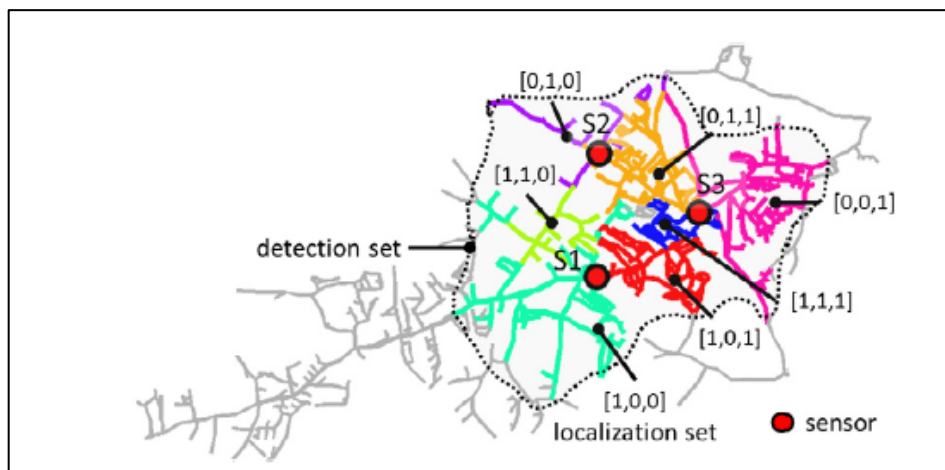 [0,1,0]
S2
[0,1,1]
[1,1,0]
S3
[0,0,1]
detection set
S1
[1,1,1]
[1,0,1]
[1,0,0]
localization set
sensor